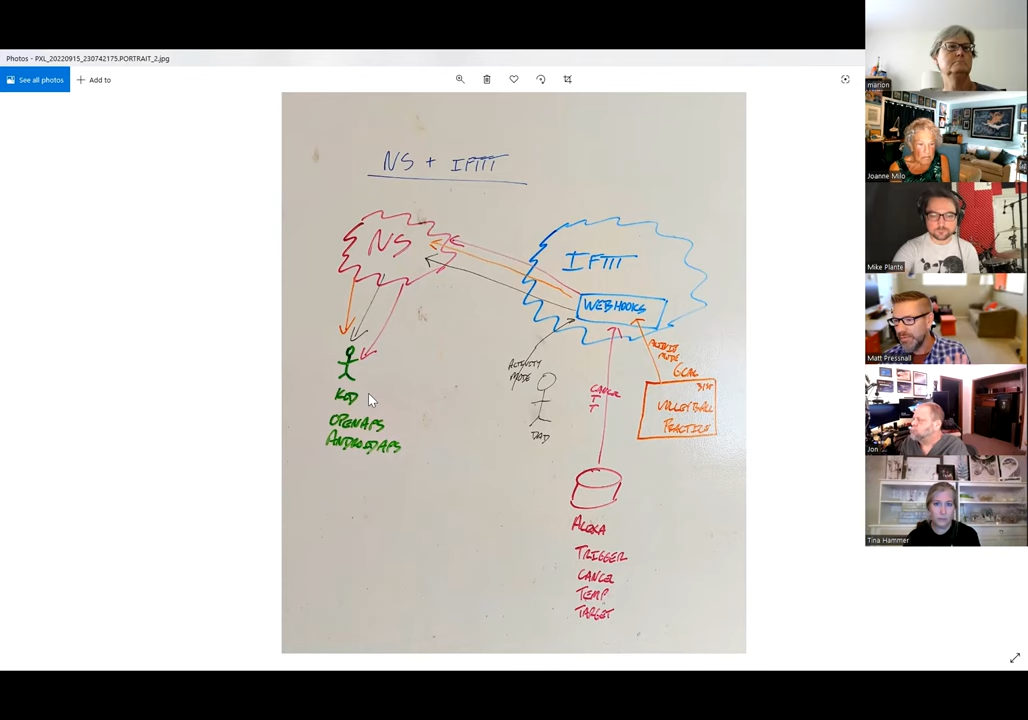 Photos - PXL_20220915_230742175.PORTRAIT_2.jpg
See all photos
Add to
NS + IFTTT
NS
IFTTT
WEBHOOKS
KID
OPENAPS
ANDROIDAPS
ACTIVITY
MODE
DAD
CANCEL
T
T
ACTIVITY
MODE
GCAL
VOLLEYBALL
PRACTICE
ALEXA
TRIGGER
CANCEL
TEMP
TARGET
marion
Joanne Milo
Mike Plante
Matt Pressnall
Jon
Tina Hammer